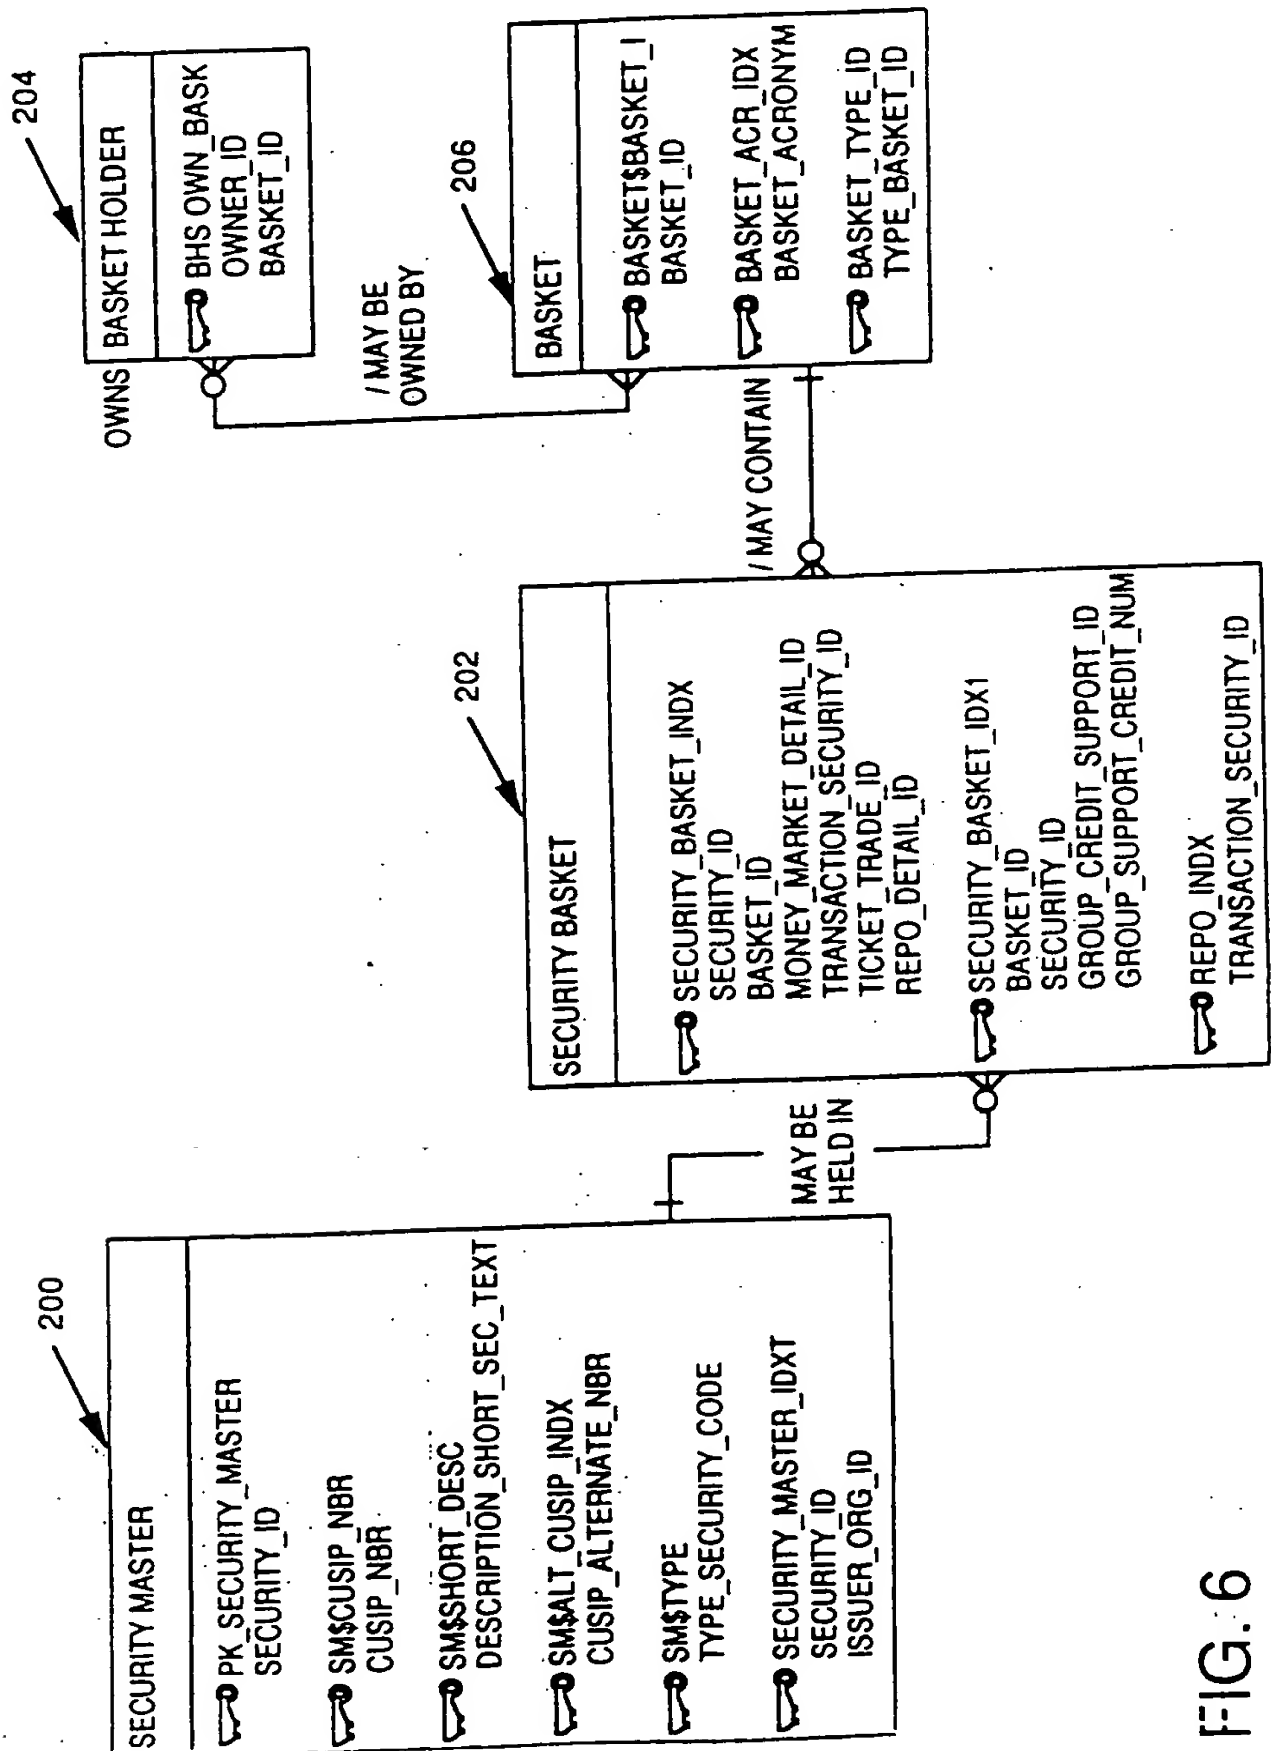 200
SECURITY MASTER
PK_SECURITY_MASTER
SECURITY_ID
SM$CUSIP_NBR
CUSIP_NBR
SM$SHORT_DESC
DESCRIPTION_SHORT_SEC_TEXT
SM$ALT_CUSIP_INDX
CUSIP_ALTERNATE_NBR
SM$TYPE
TYPE_SECURITY_CODE
SECURITY_MASTER_IDXT
SECURITY_ID
ISSUER_ORG_ID
MAY BE
HELD IN
202
SECURITY BASKET
SECURITY_BASKET_INDX
SECURITY_ID
BASKET_ID
MONEY_MARKET_DETAIL_ID
TRANSACTION_SECURITY_ID
TICKET_TRADE_ID
REPO_DETAIL_ID
SECURITY_BASKET_IDX1
BASKET_ID
SECURITY_ID
GROUP_CREDIT_SUPPORT_ID
GROUP_SUPPORT_CREDIT_NUM
REPO_INDX
TRANSACTION_SECURITY_ID
/ MAY CONTAIN
204
OWNS
BASKET HOLDER
BHS OWN_BASK
OWNER_ID
BASKET_ID
/ MAY BE
OWNED BY
206
BASKET
BASKET$BASKET_I
BASKET_ID
BASKET_ACR_IDX
BASKET_ACRONYM
BASKET_TYPE_ID
TYPE_BASKET_ID
FIG. 6